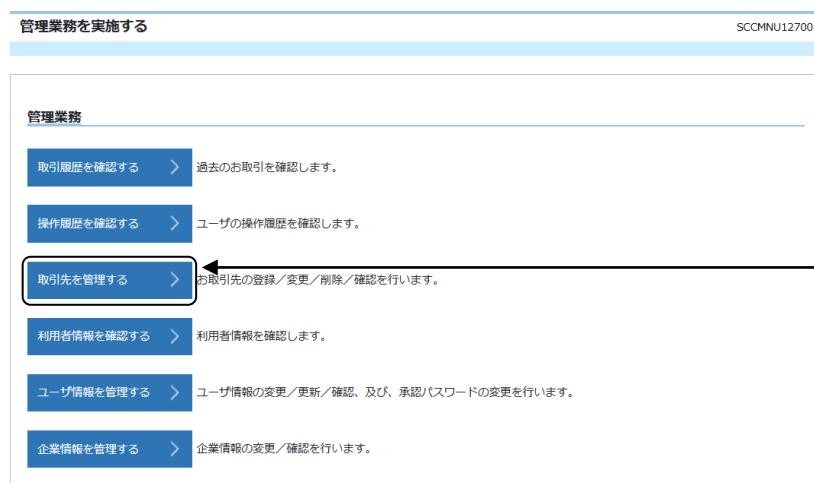 管理業務を実施する SCCMNU12700
管理業務
取引履歴を確認する 過去のお取引を確認します。
操作履歴を確認する ユーザの操作履歴を確認します。
取引先を管理する お取引先の登録／変更／削除／確認を行います。
利用者情報を確認する 利用者情報を確認します。
ユーザ情報を管理する ユーザ情報の変更／更新／確認、及び、承認パスワードの変更を行います。
企業情報を管理する 企業情報の変更／確認を行います。